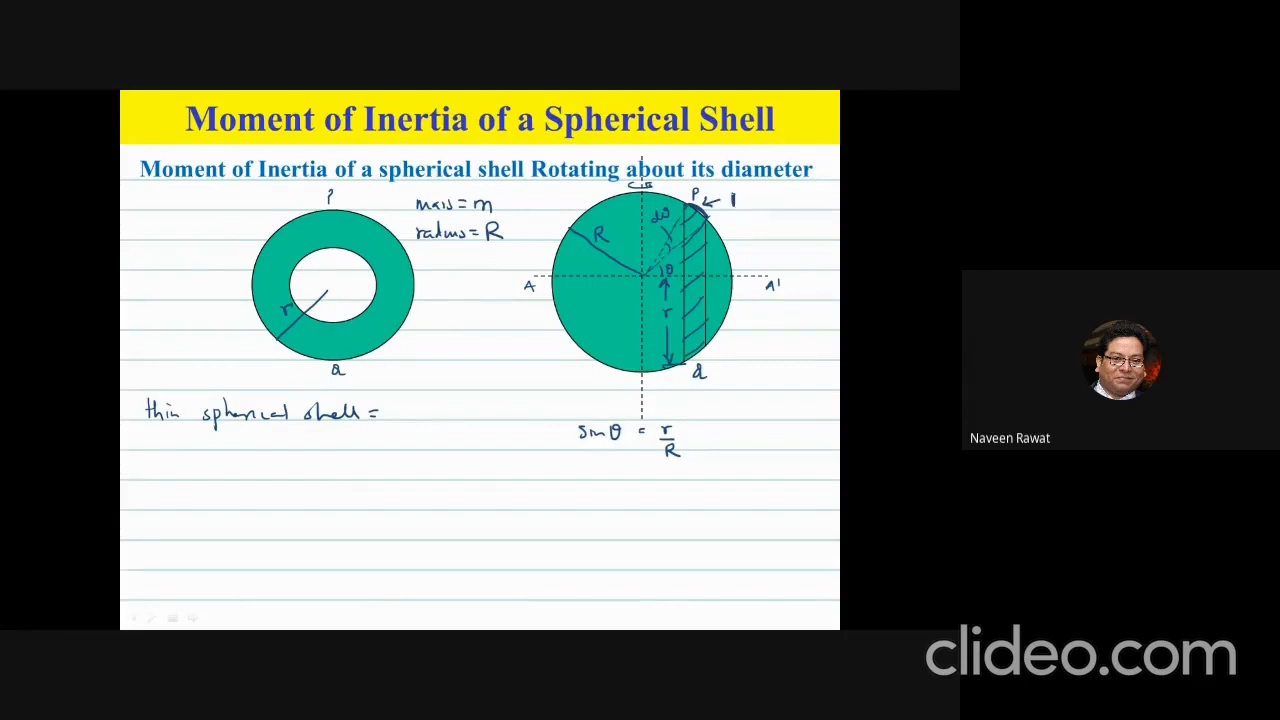 Moment of Inertia of a Spherical Shell
Moment of Inertia of a spherical shell Rotating about its diameter
mass = m
radius = R
P
dθ
R
θ
A
A'
r
r
Q
Q
thin spherical shell =
sinθ = r
R
Naveen Rawat
clideo.com